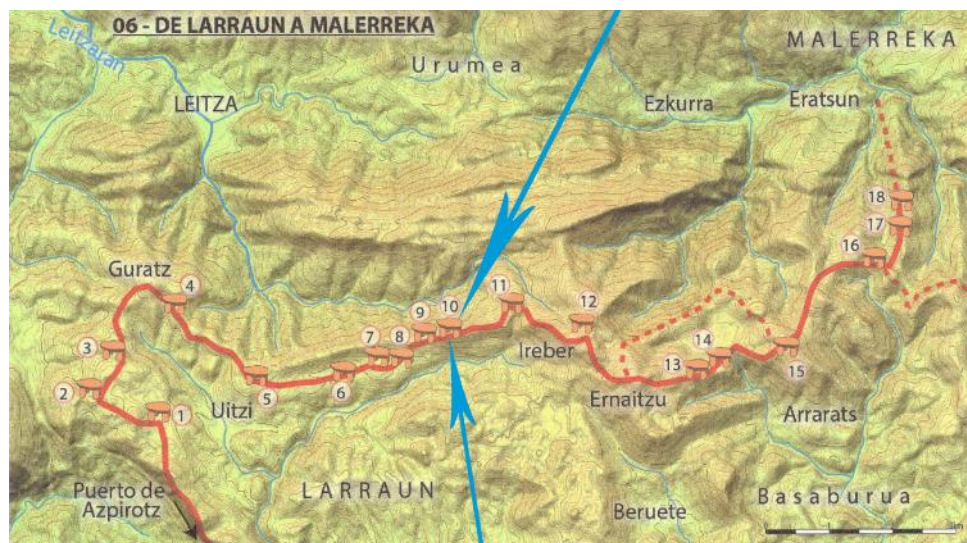 06 - DE LARRAUN A MALERREKA
Leitzaran
Urumea
MALERREKA
LEITZA
Ezkurra
Eratsun
18
17
16
Guratz
4
11
12
10
9
7
8
3
Ireber
14
13
15
2
5
6
1
Uitzi
Ernaitzu
Ararats
LARRAUN
Puerto de
Azpirotz
Beruete
Basaburua